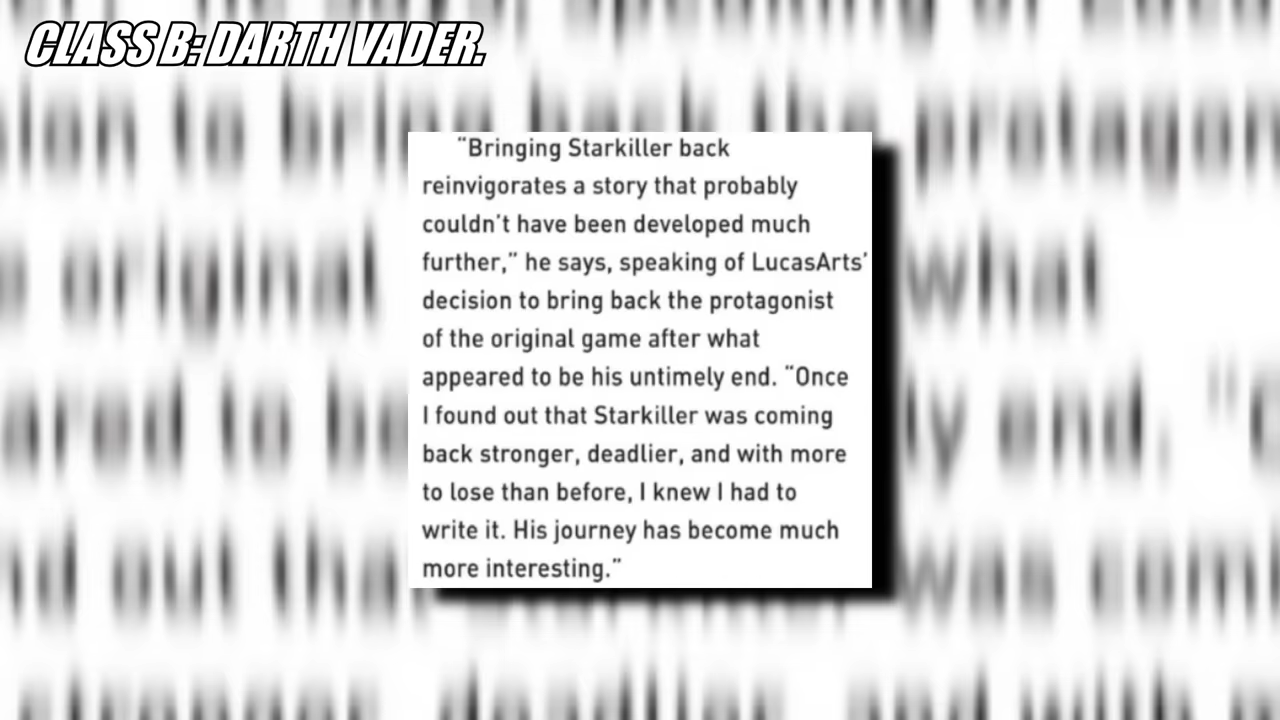 CLASS B: DARTH VADER.
“Bringing Starkiller back
reinvigorates a story that probably
couldn’t have been developed much
further,” he says, speaking of LucasArts’
decision to bring back the protagonist
of the original game after what
appeared to be his untimely end. “Once
I found out that Starkiller was coming
back stronger, deadlier, and with more
to lose than before, I knew I had to
write it. His journey has become much
more interesting.”